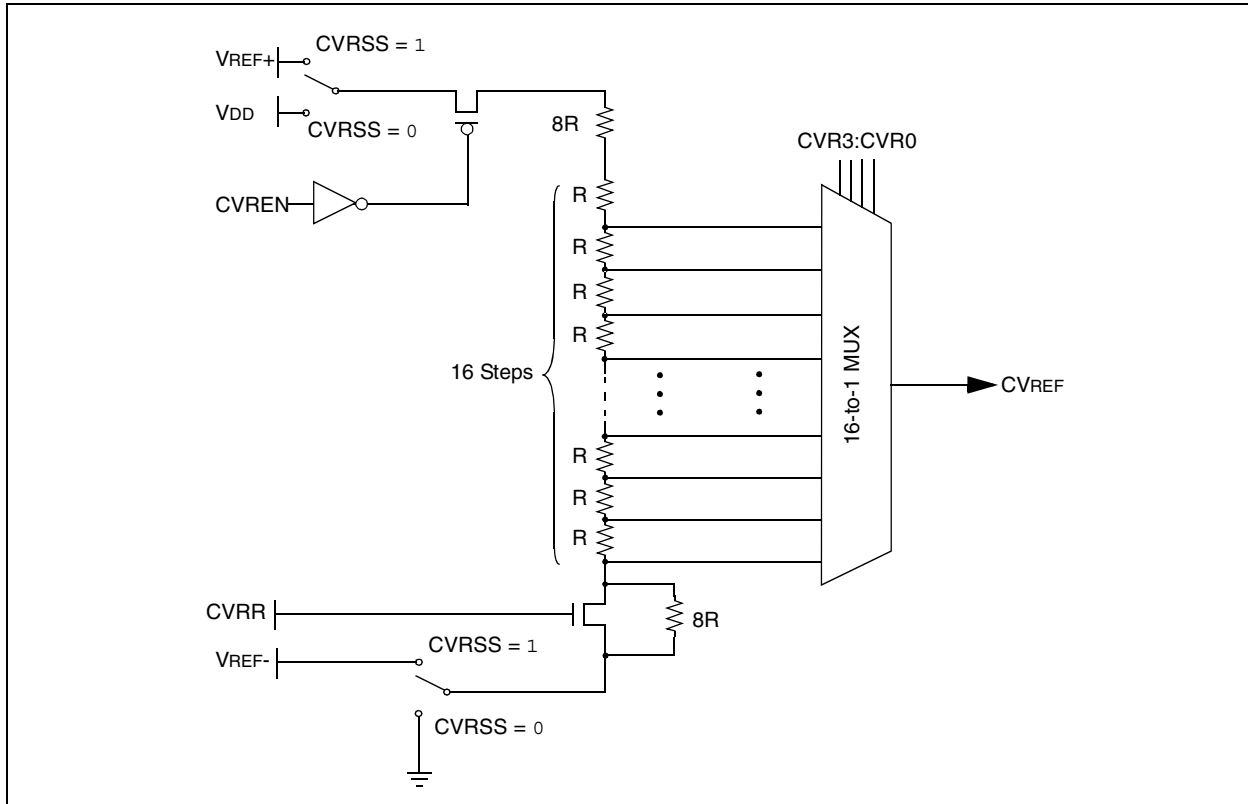 CVRSS = 1
VREF+
VDD
CVRSS = 0
8R
CVR3:CVR0
CVREN
R
R
R
R
16 Steps
16-to-1 MUX
CVREF
R
R
R
CVRR
8R
CVRSS = 1
VREF-
CVRSS = 0